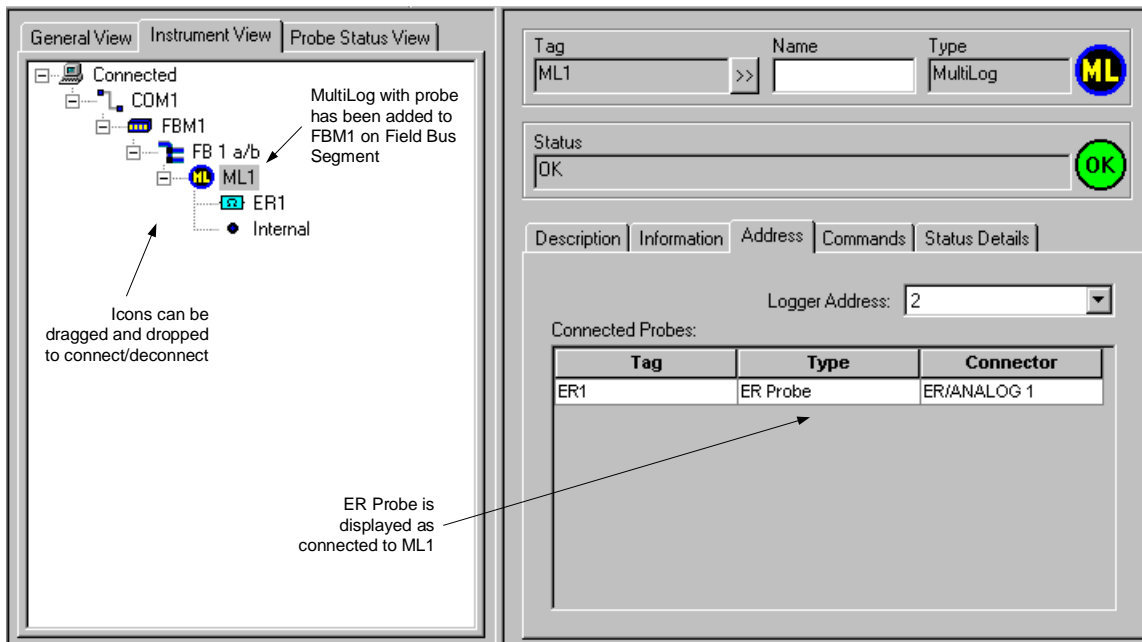 General View
Instrument View
Probe Status View
Connected
COM1
FBM1
FB 1 a/b
ML
ML1
Ω
ER1
Internal
MultiLog with probe
has been added to
FBM1 on Field Bus
Segment
Icons can be
dragged and dropped
to connect/deconnect
ER Probe is
displayed as
connected to ML1
Tag
Name
Type
ML1
>>
MultiLog
ML
Status
OK
OK
Description
Information
Address
Commands
Status Details
Logger Address:
2
Connected Probes:
Tag Type Connector
ER1 ER Probe ER/ANALOG 1